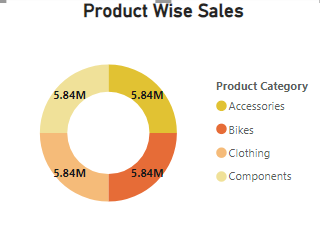 Product Wise Sales
5.84M 5.84M
Product Category
Accessories
Bikes
Clothing
Components
5.84M 5.84M